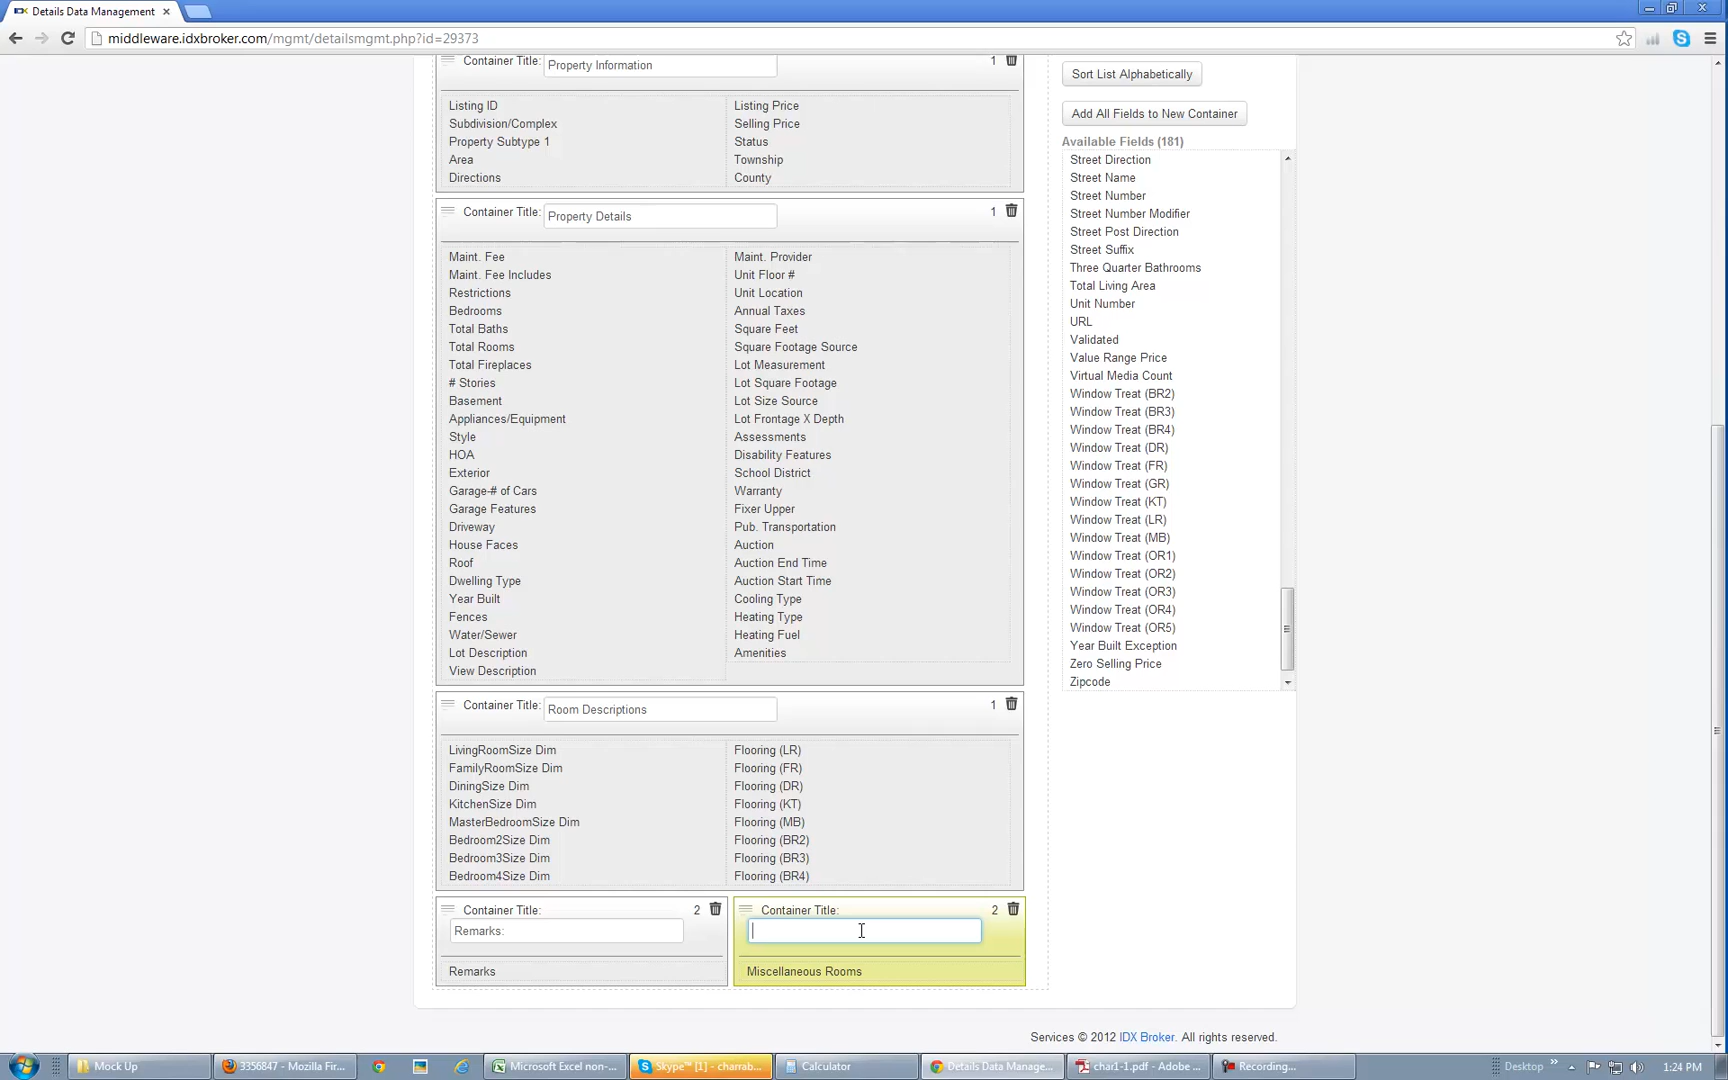 Details Data Management
middleware.idxbroker.com/mgmt/detailsmgmt.php?id=29373
Container Title: Property Information 1
Listing ID Listing Price
Subdivision/Complex Selling Price
Property Subtype 1 Status
Area Township
Directions County
Container Title: Property Details 1
Maint. Fee Maint. Provider
Maint. Fee Includes Unit Floor #
Restrictions Unit Location
Bedrooms Annual Taxes
Total Baths Square Feet
Total Rooms Square Footage Source
Total Fireplaces Lot Measurement
# Stories Lot Square Footage
Basement Lot Size Source
Appliances/Equipment Lot Frontage X Depth
Style Assessments
HOA Disability Features
Exterior School District
Garage-# of Cars Warranty
Garage Features Fixer Upper
Driveway Pub. Transportation
House Faces Auction
Roof Auction End Time
Dwelling Type Auction Start Time
Year Built Cooling Type
Fences Heating Type
Water/Sewer Heating Fuel
Lot Description Amenities
View Description
Container Title: Room Descriptions 1
LivingRoomSize Dim Flooring (LR)
FamilyRoomSize Dim Flooring (FR)
DiningSize Dim Flooring (DR)
KitchenSize Dim Flooring (KT)
MasterBedroomSize Dim Flooring (MB)
Bedroom2Size Dim Flooring (BR2)
Bedroom3Size Dim Flooring (BR3)
Bedroom4Size Dim Flooring (BR4)
Container Title: 2
Remarks:
Remarks
Container Title: 2
Miscellaneous Rooms
Sort List Alphabetically
Add All Fields to New Container
Available Fields (181)
Street Direction
Street Name
Street Number
Street Number Modifier
Street Post Direction
Street Suffix
Three Quarter Bathrooms
Total Living Area
Unit Number
URL
Validated
Value Range Price
Virtual Media Count
Window Treat (BR2)
Window Treat (BR3)
Window Treat (BR4)
Window Treat (DR)
Window Treat (FR)
Window Treat (GR)
Window Treat (KT)
Window Treat (LR)
Window Treat (MB)
Window Treat (OR1)
Window Treat (OR2)
Window Treat (OR3)
Window Treat (OR4)
Window Treat (OR5)
Year Built Exception
Zero Selling Price
Zipcode
Services © 2012 IDX Broker. All rights reserved.
Mock Up 3356847 - Mozilla Fir... Microsoft Excel non-... Skype™ [1] - charrab... Calculator Details Data Manage... char1-1.pdf - Adobe ... Recording... Desktop 1:24 PM